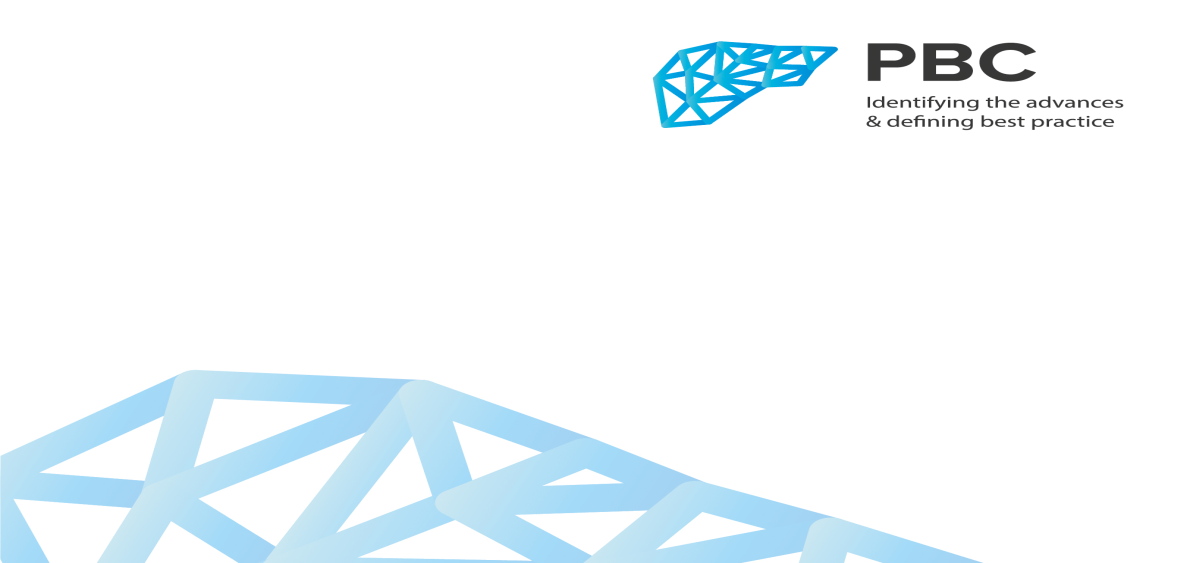 PBC
Identifying the advances
& defining best practice